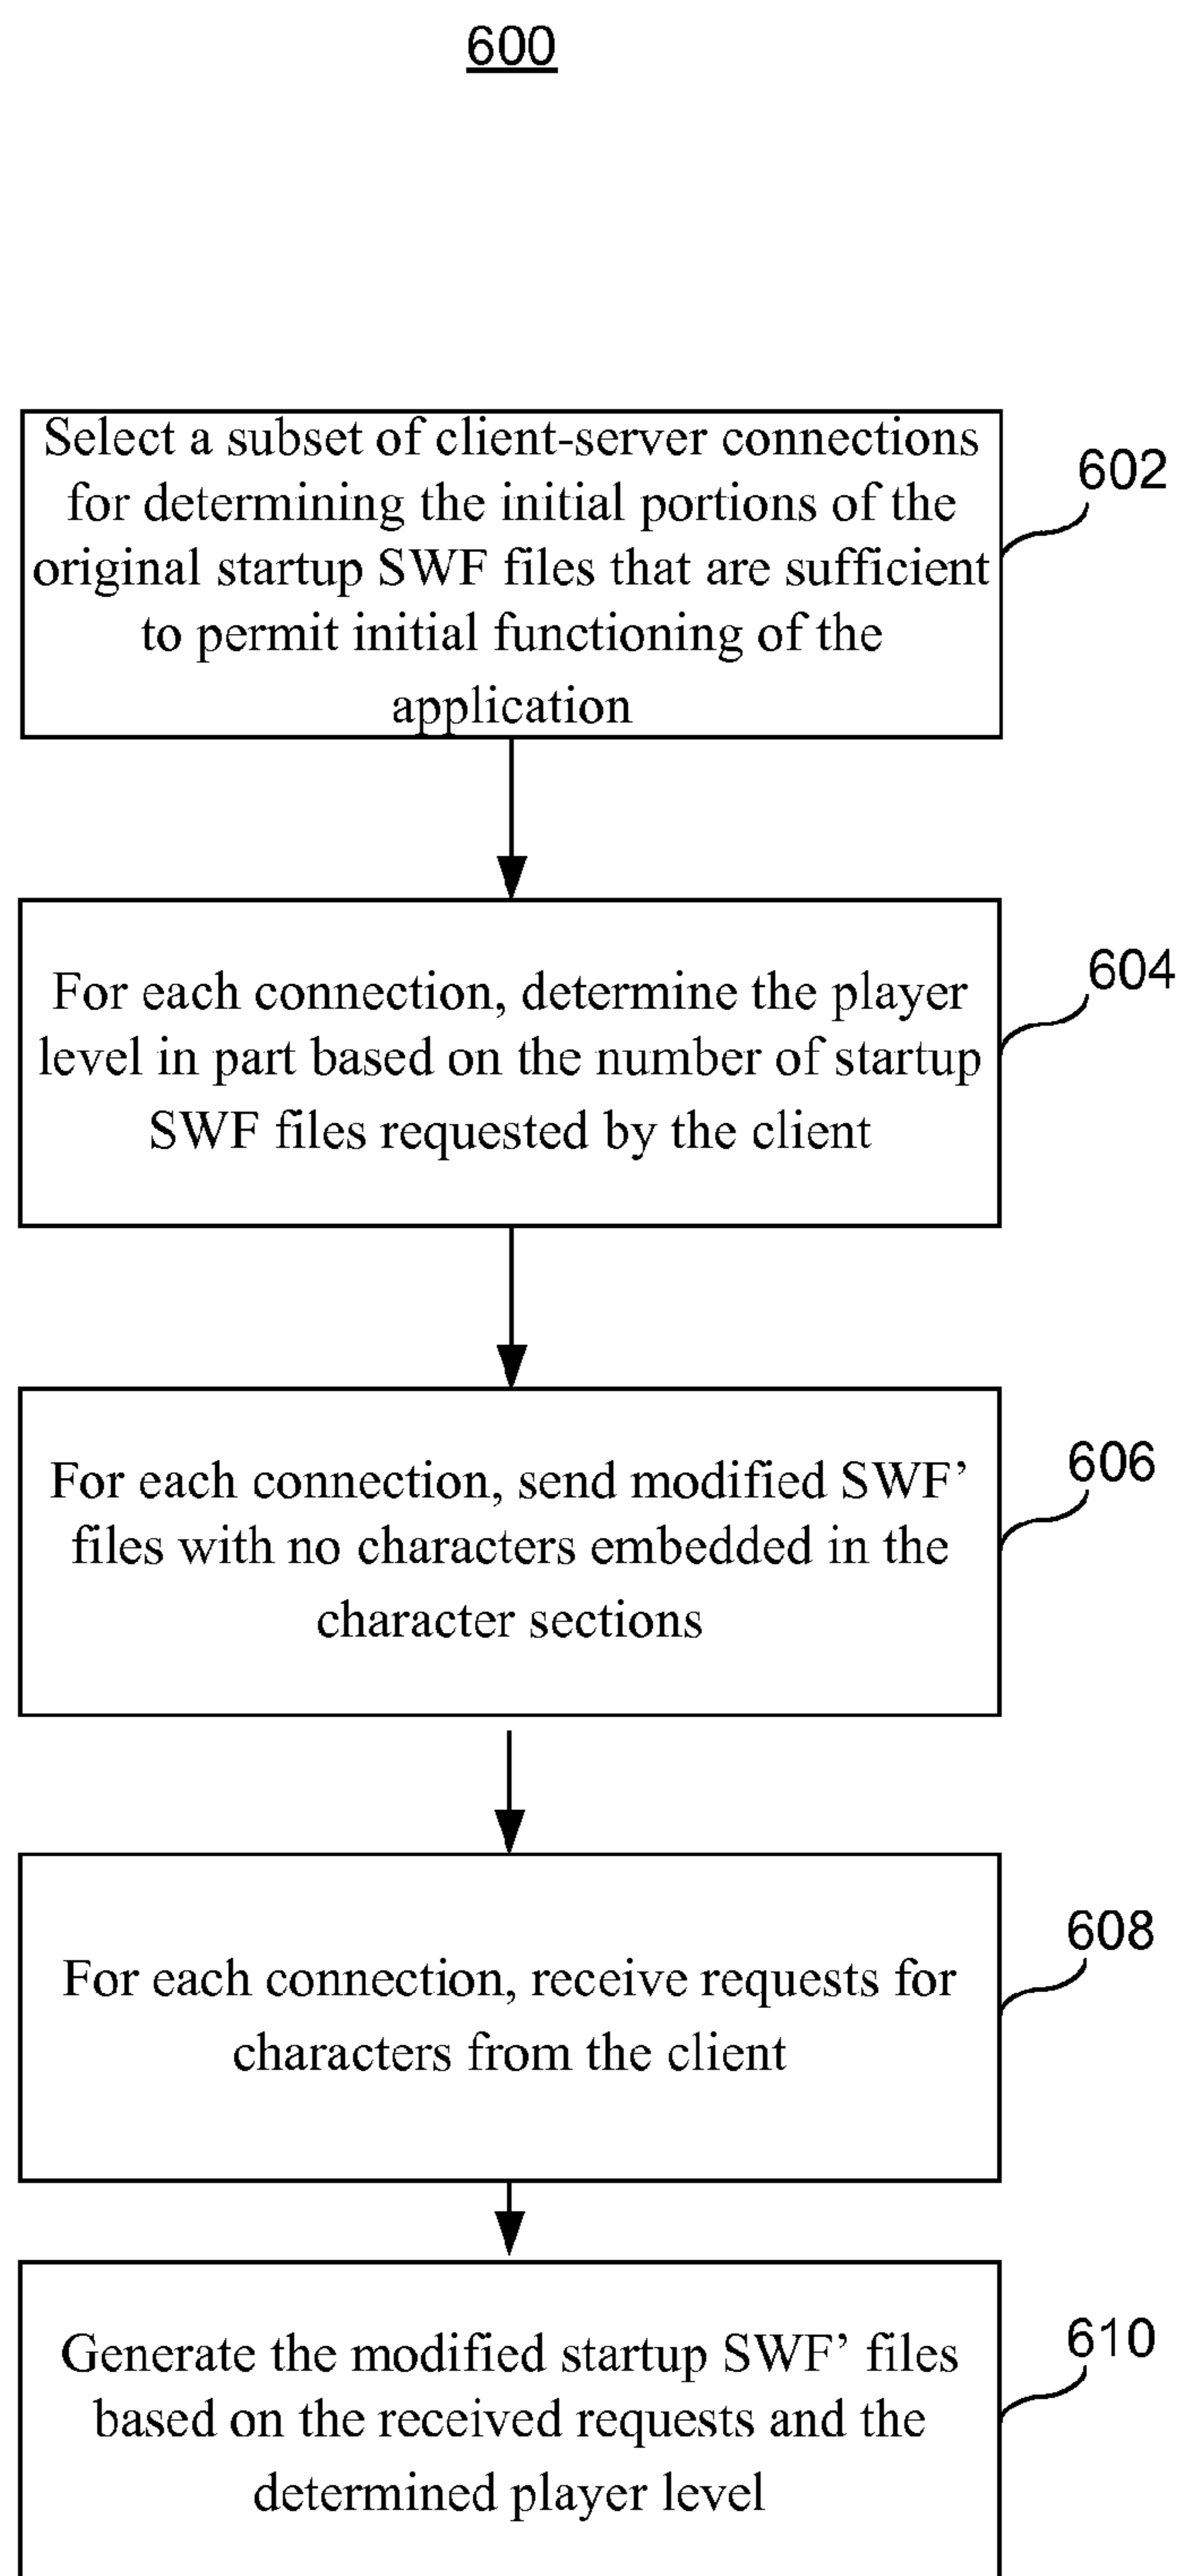 600
Select a subset of client-server connections
for determining the initial portions of the
original startup SWF files that are sufficient
to permit initial functioning of the
application
602
For each connection, determine the player
level in part based on the number of startup
SWF files requested by the client
604
For each connection, send modified SWF’
files with no characters embedded in the
character sections
606
For each connection, receive requests for
characters from the client
608
Generate the modified startup SWF’ files
based on the received requests and the
determined player level
610